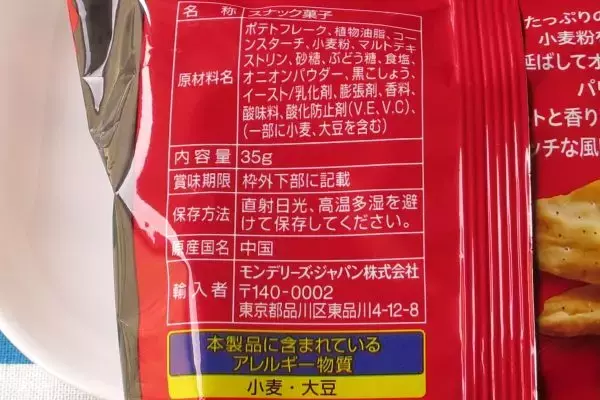 名称 スナック菓子
原材料名
ポテトフレーク、植物油脂、コー
ンスターチ、小麦粉、マルトデキ
ストリン、砂糖、ぶどう糖、食塩、
オニオンパウダー、黒こしょう、
イースト/乳化剤、膨張剤、香料、
酸味料、酸化防止剤(V.E、V.C)、
(一部に小麦、大豆を含む)
内容量 35g
賞味期限 枠外下部に記載
保存方法
直射日光、高温多湿を避
けて保存してください。
原産国名 中国
輸入者
モンデリーズ・ジャパン株式会社
〒140-0002
東京都品川区東品川4-12-8
本製品に含まれている
アレルギー物質
小麦・大豆
たっぷりの
小麦粉を
延ばしてオ
パリ
トと香り
ッチな風